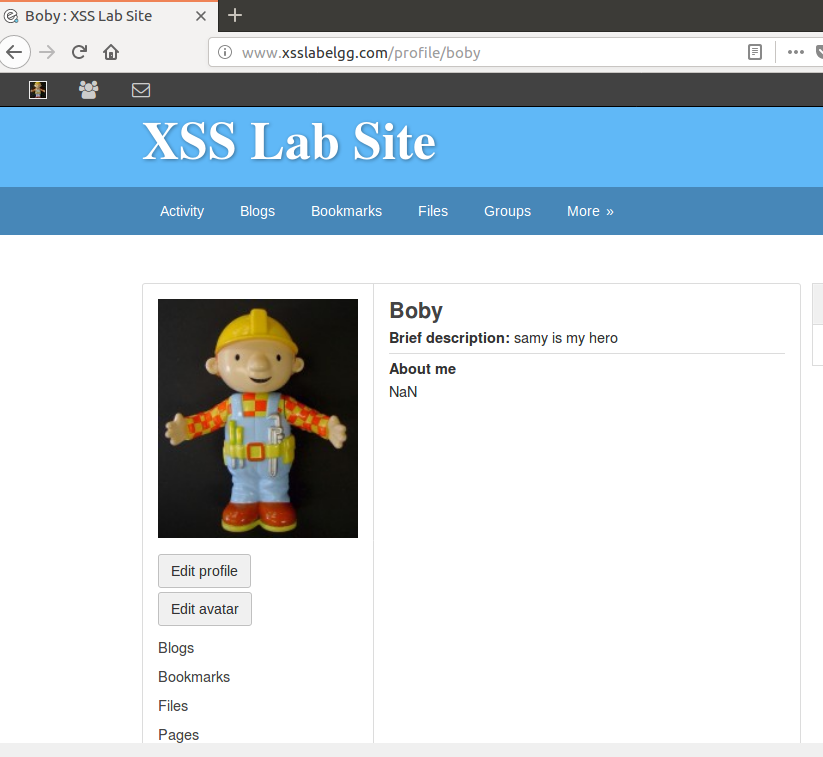 Boby : XSS Lab Site
www.xsslabelgg.com/profile/boby
XSS Lab Site
Activity Blogs Bookmarks Files Groups More »
Boby
Brief description: samy is my hero
About me
NaN
Edit profile
Edit avatar
Blogs
Bookmarks
Files
Pages